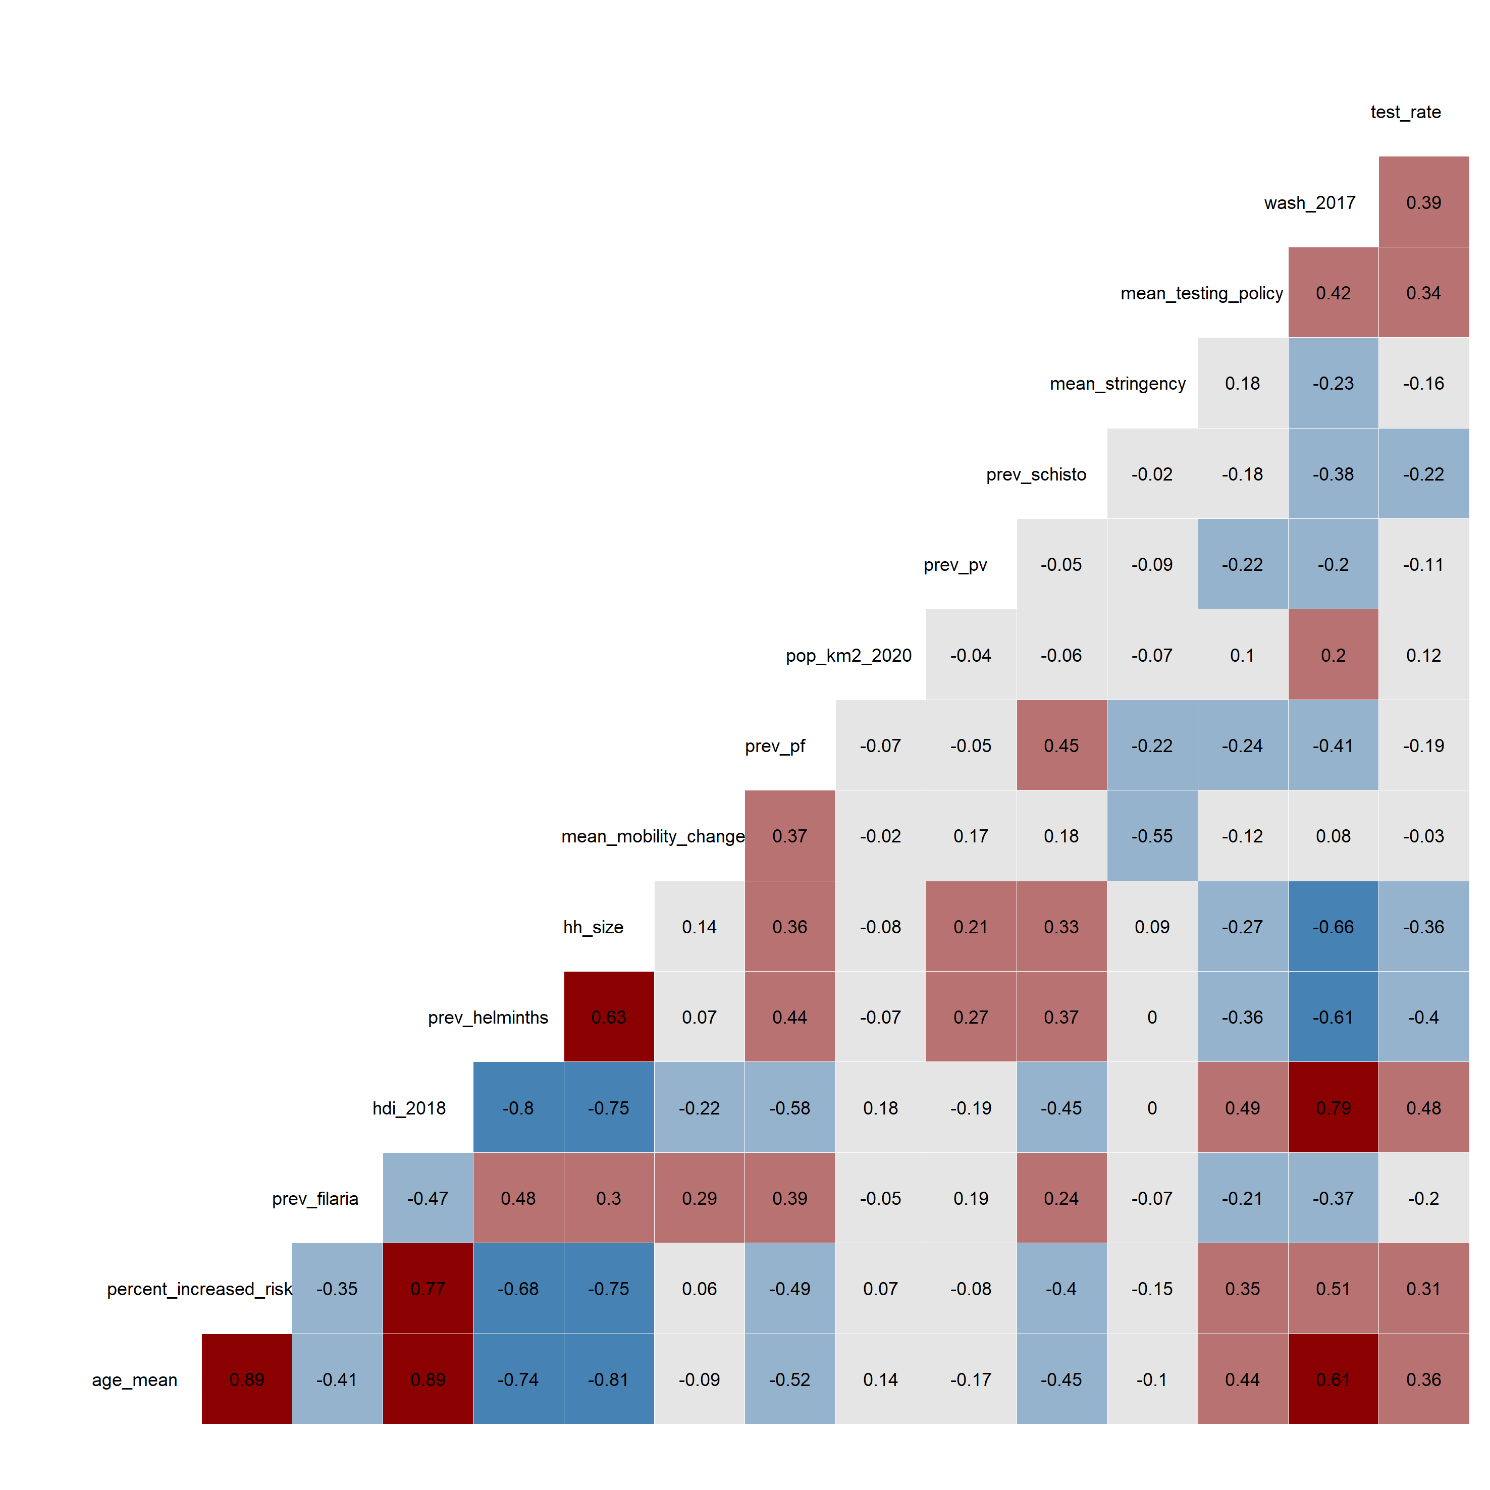 test_rate
wash_2017 0.39
mean_testing_policy 0.42 0.34
mean_stringency 0.18 -0.23 -0.16
prev_schisto -0.02 -0.18 -0.38 -0.22
prev_pv -0.05 -0.09 -0.22 -0.2 -0.11
pop_km2_2020 -0.04 -0.06 -0.07 0.1 0.2 0.12
prev_pf -0.07 -0.05 0.45 -0.22 -0.24 -0.41 -0.19
mean_mobility_change 0.37 -0.02 0.17 0.18 -0.55 -0.12 0.08 -0.03
hh_size 0.14 0.36 -0.08 0.21 0.33 0.09 -0.27 -0.66 -0.36
prev_helminths 0.63 0.07 0.44 -0.07 0.27 0.37 0 -0.36 -0.61 -0.4
hdi_2018 -0.8 -0.75 -0.22 -0.58 0.18 -0.19 -0.45 0 0.49 0.79 0.48
prev_filaria -0.47 0.48 0.3 0.29 0.39 -0.05 0.19 0.24 -0.07 -0.21 -0.37 -0.2
percent_increased_risk -0.35 0.77 -0.68 -0.75 0.06 -0.49 0.07 -0.08 -0.4 -0.15 0.35 0.51 0.31
age_mean 0.89 -0.41 0.89 -0.74 -0.81 -0.09 -0.52 0.14 -0.17 -0.45 -0.1 0.44 0.61 0.36